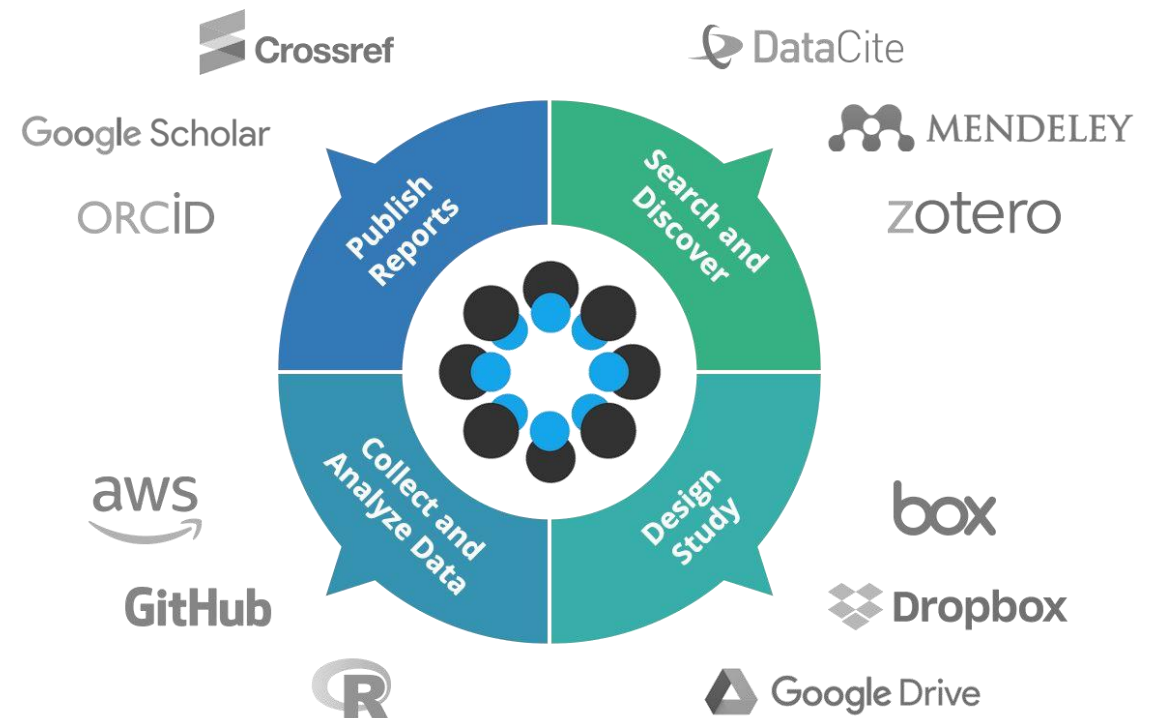 Crossref
DataCite
Google Scholar
MENDELEY
ORCID
zotero
Publish
Reports
Search and
Discover
Collect and
Analyze Data
Design
Study
aws
box
GitHub
Dropbox
R
Google Drive